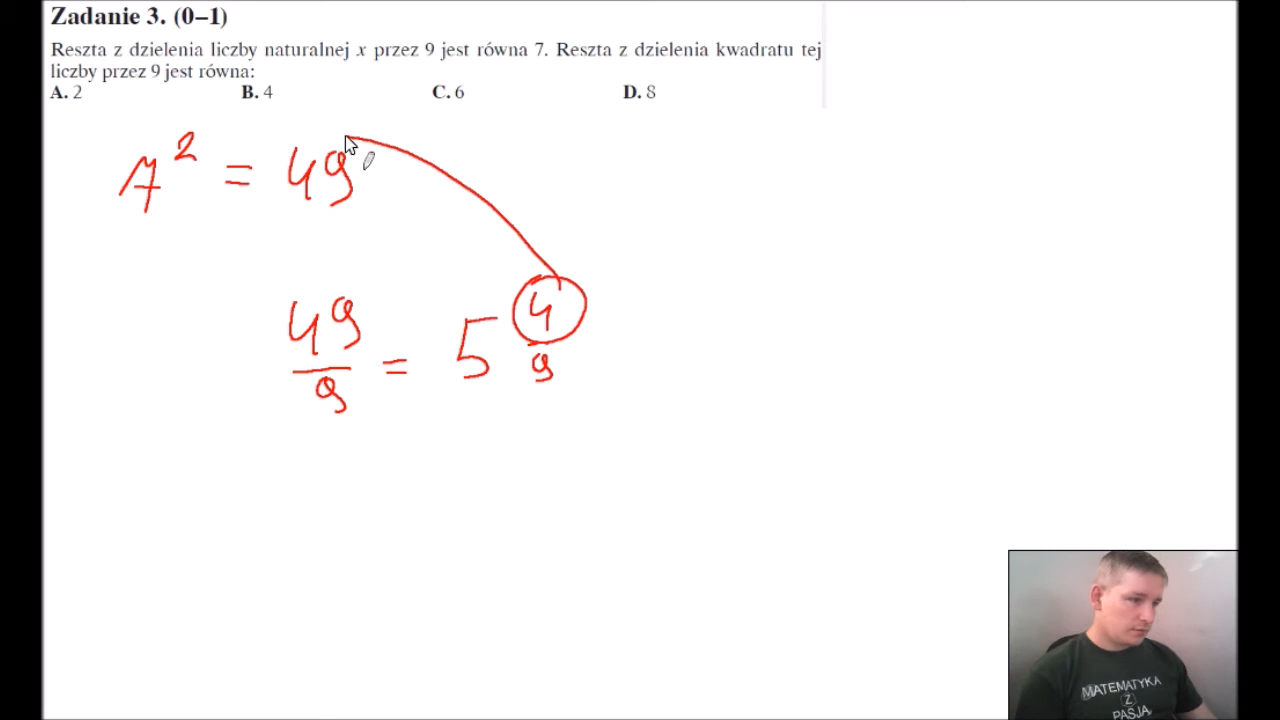 Zadanie 3. (0–1)
Reszta z dzielenia liczby naturalnej x przez 9 jest równa 7. Reszta z dzielenia kwadratu tej
liczby przez 9 jest równa:
A. 2 B. 4 C. 6 D. 8
7² = 49
49/9 = 5 4/9
MATEMATYKA
Z
PASJĄ